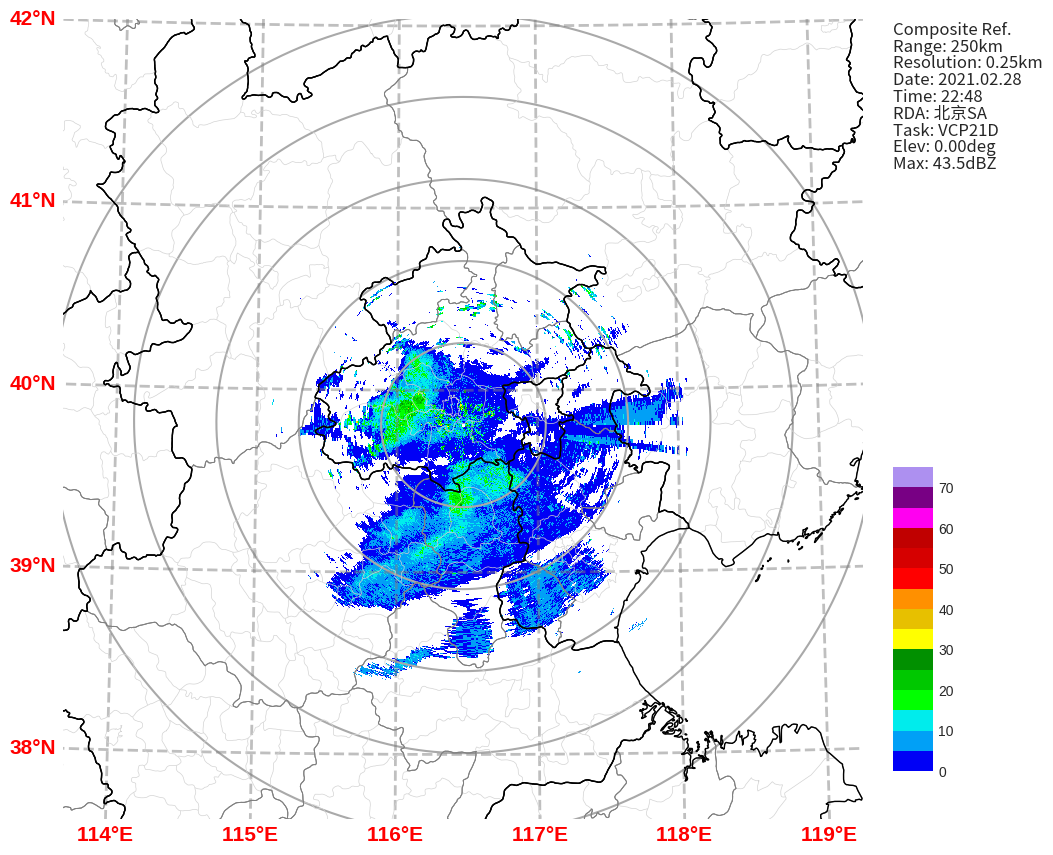 42°N
41°N
40°N
39°N
38°N
114°E
115°E
116°E
117°E
118°E
119°E
Composite Ref.
Range: 250km
Resolution: 0.25km
Date: 2021.02.28
Time: 22:48
RDA: 北京SA
Task: VCP21D
Elev: 0.00deg
Max: 43.5dBZ
70
60
50
40
30
20
10
0